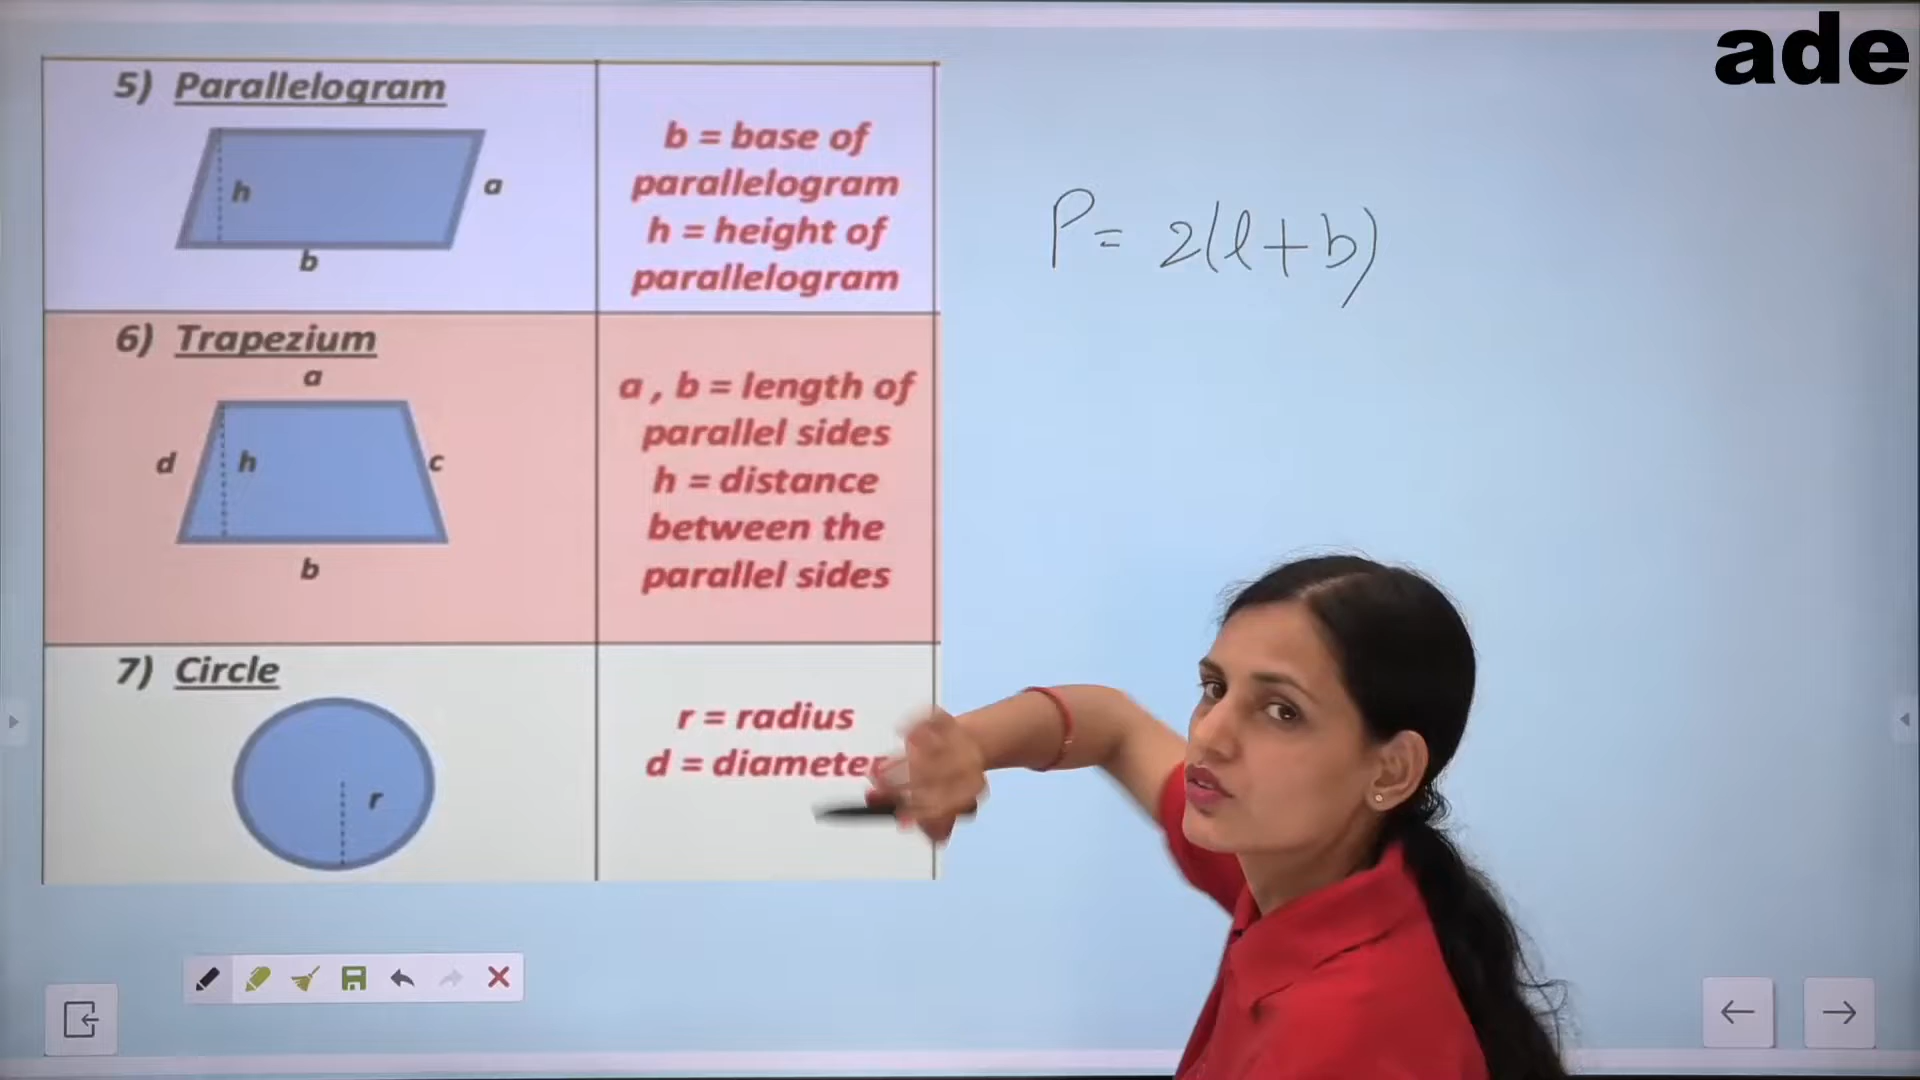 ade
5) Parallelogram
h
a
b
b = base of
parallelogram
h = height of
parallelogram
P = 2(l+b)
6) Trapezium
a
d
h
c
b
a , b = length of
parallel sides
h = distance
between the
parallel sides
7) Circle
r
r = radius
d = diameter